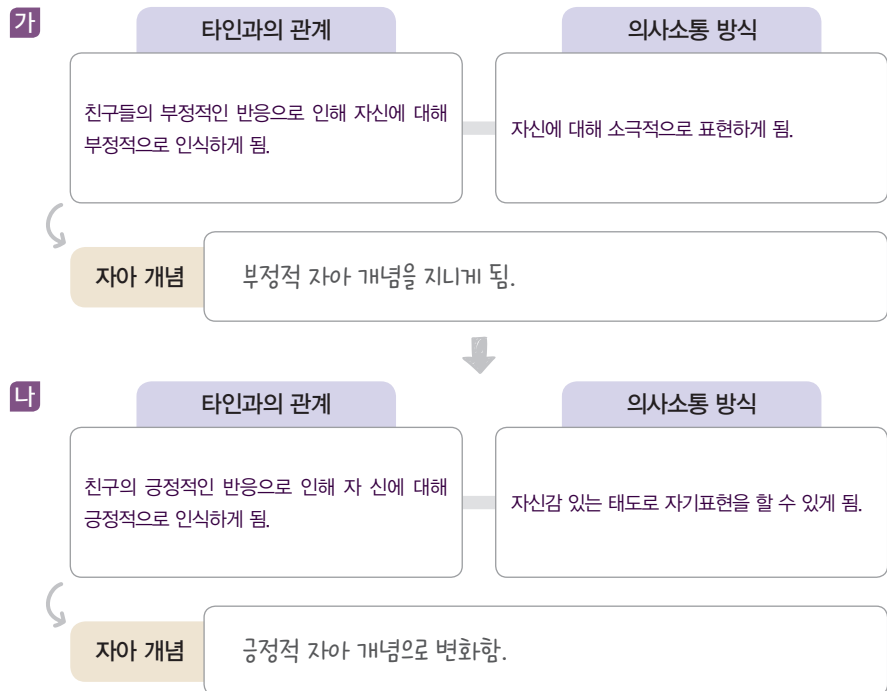 가
타인과의 관계
의사소통 방식
친구들의 부정적인 반응으로 인해 자신에 대해
부정적으로 인식하게 됨.
자신에 대해 소극적으로 표현하게 됨.
자아 개념
부정적 자아 개념을 지니게 됨.
나
타인과의 관계
의사소통 방식
친구의 긍정적인 반응으로 인해 자 신에 대해
긍정적으로 인식하게 됨.
자신감 있는 태도로 자기표현을 할 수 있게 됨.
자아 개념
긍정적 자아 개념으로 변화함.